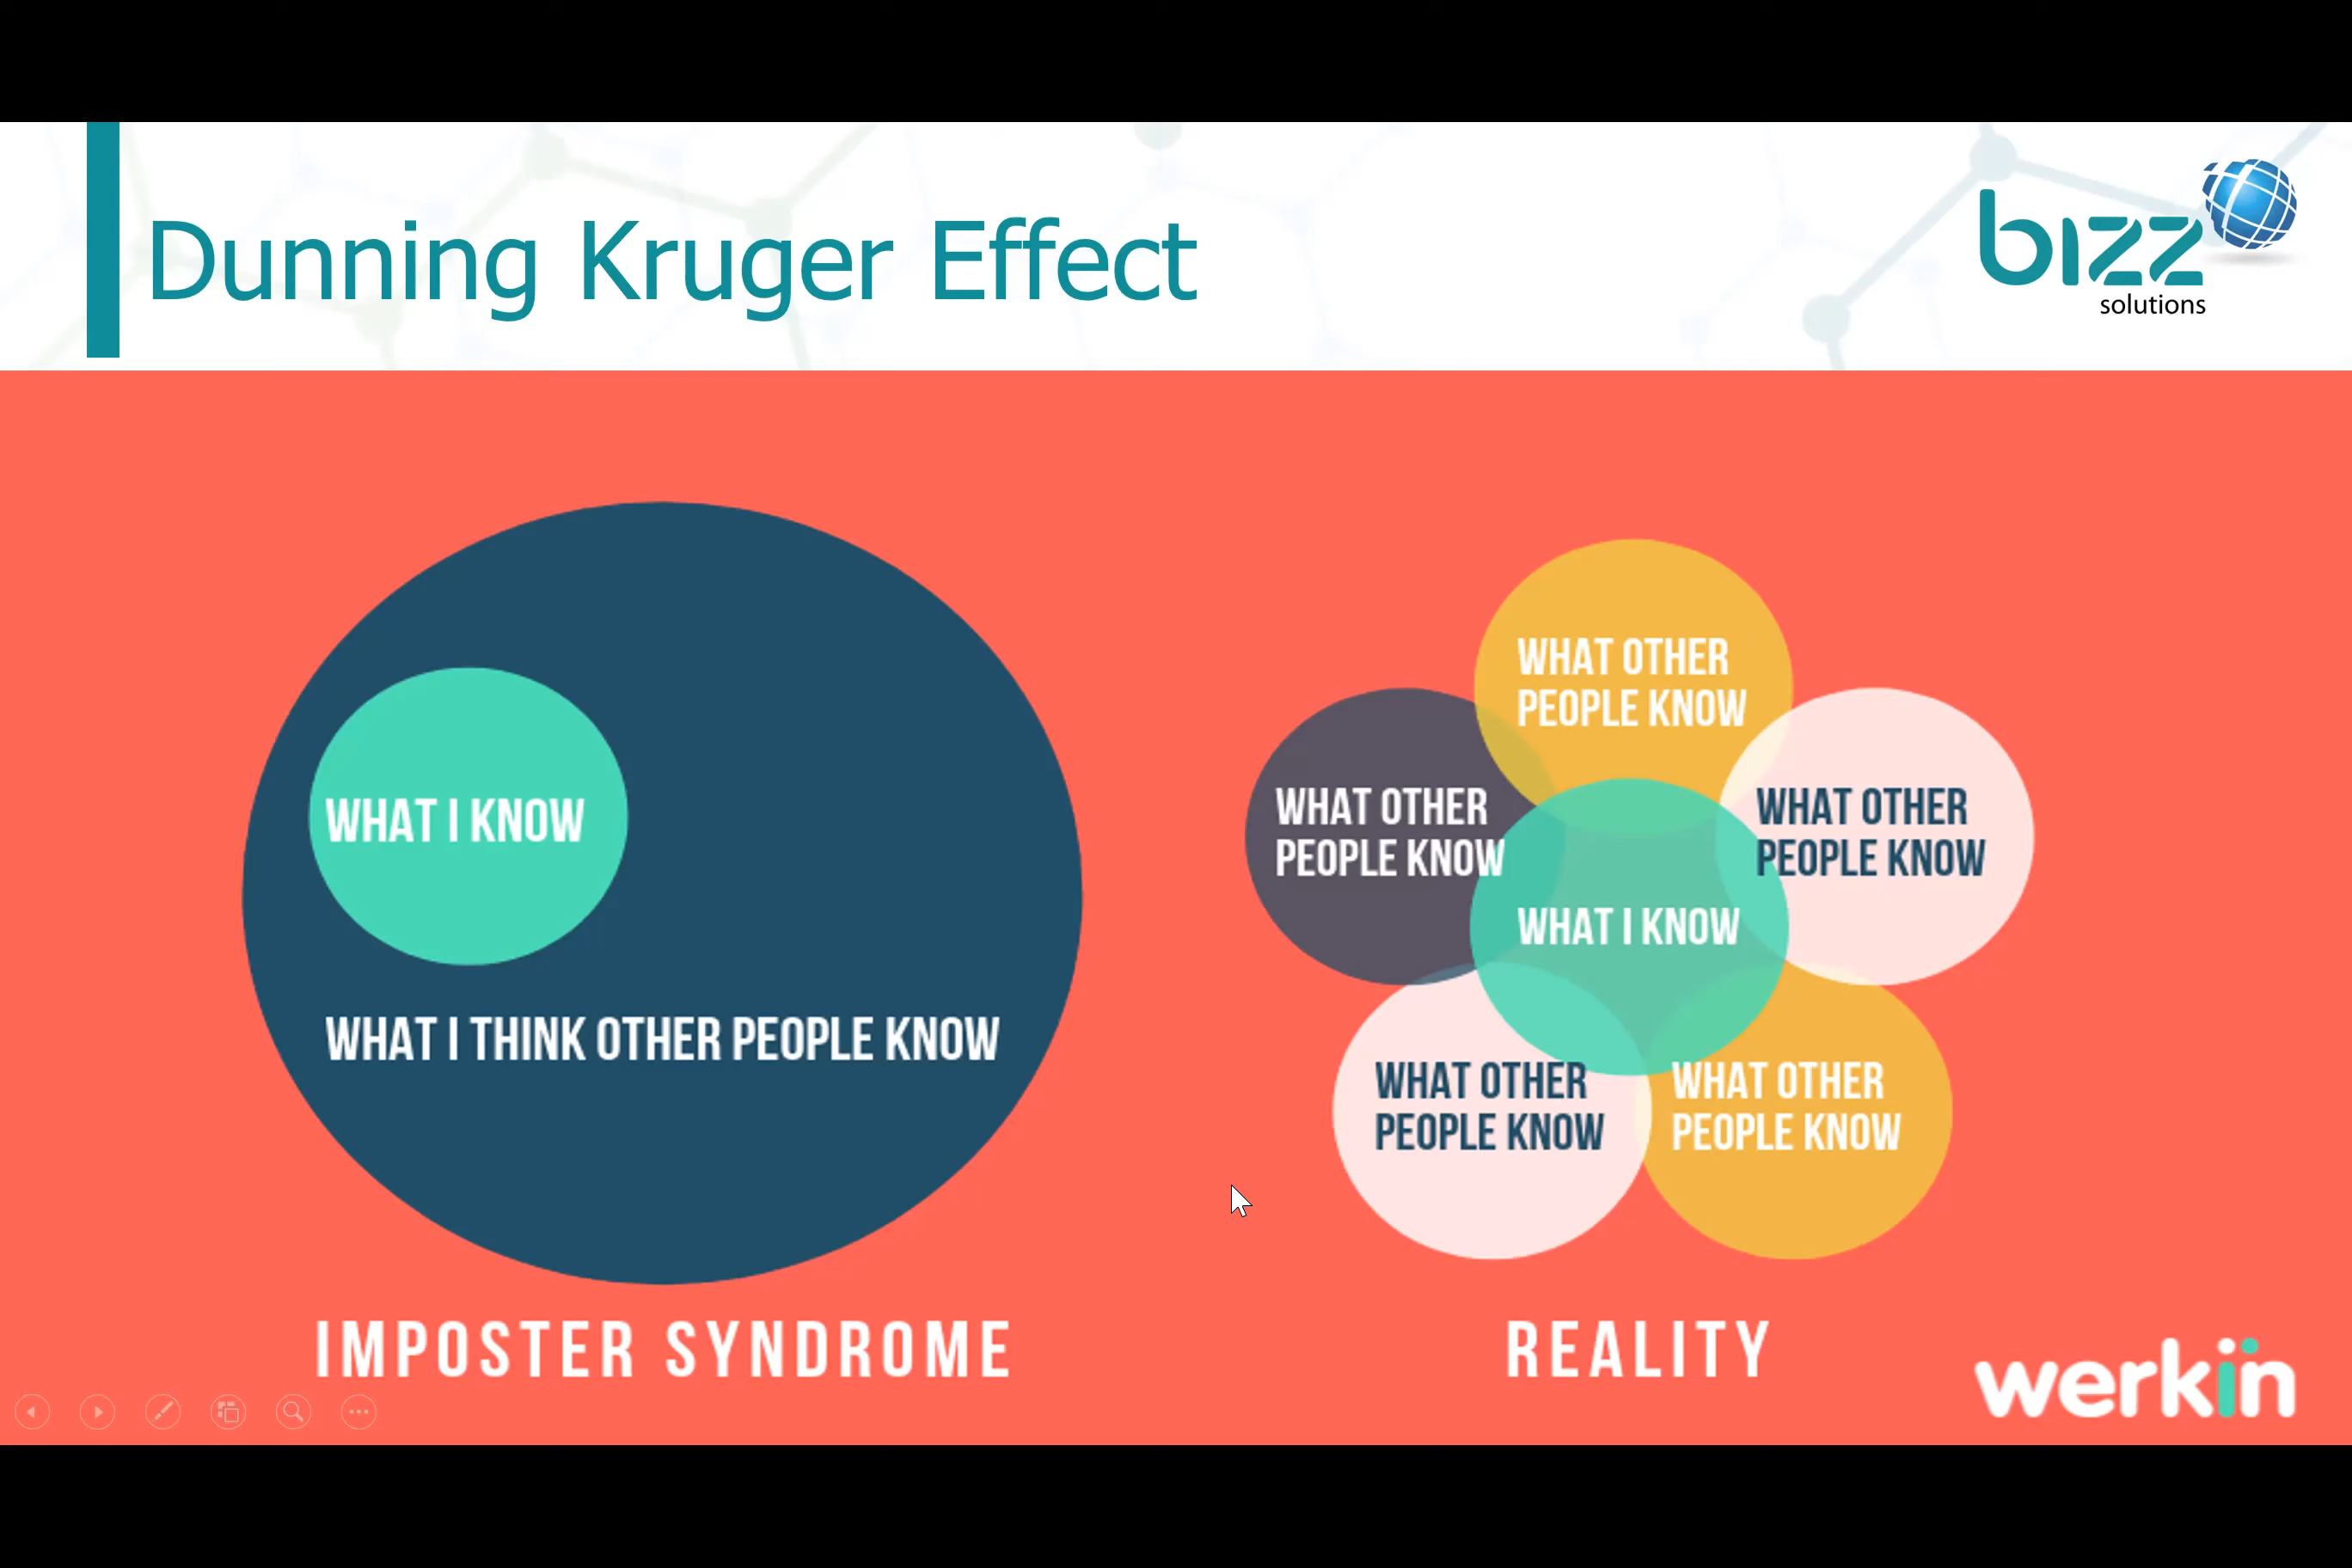 Dunning Kruger Effect
bizz
solutions
WHAT I KNOW
WHAT I THINK OTHER PEOPLE KNOW
IMPOSTER SYNDROME
WHAT OTHER
PEOPLE KNOW
WHAT OTHER
PEOPLE KNOW
WHAT OTHER
PEOPLE KNOW
WHAT I KNOW
WHAT OTHER
PEOPLE KNOW
WHAT OTHER
PEOPLE KNOW
REALITY
werkin